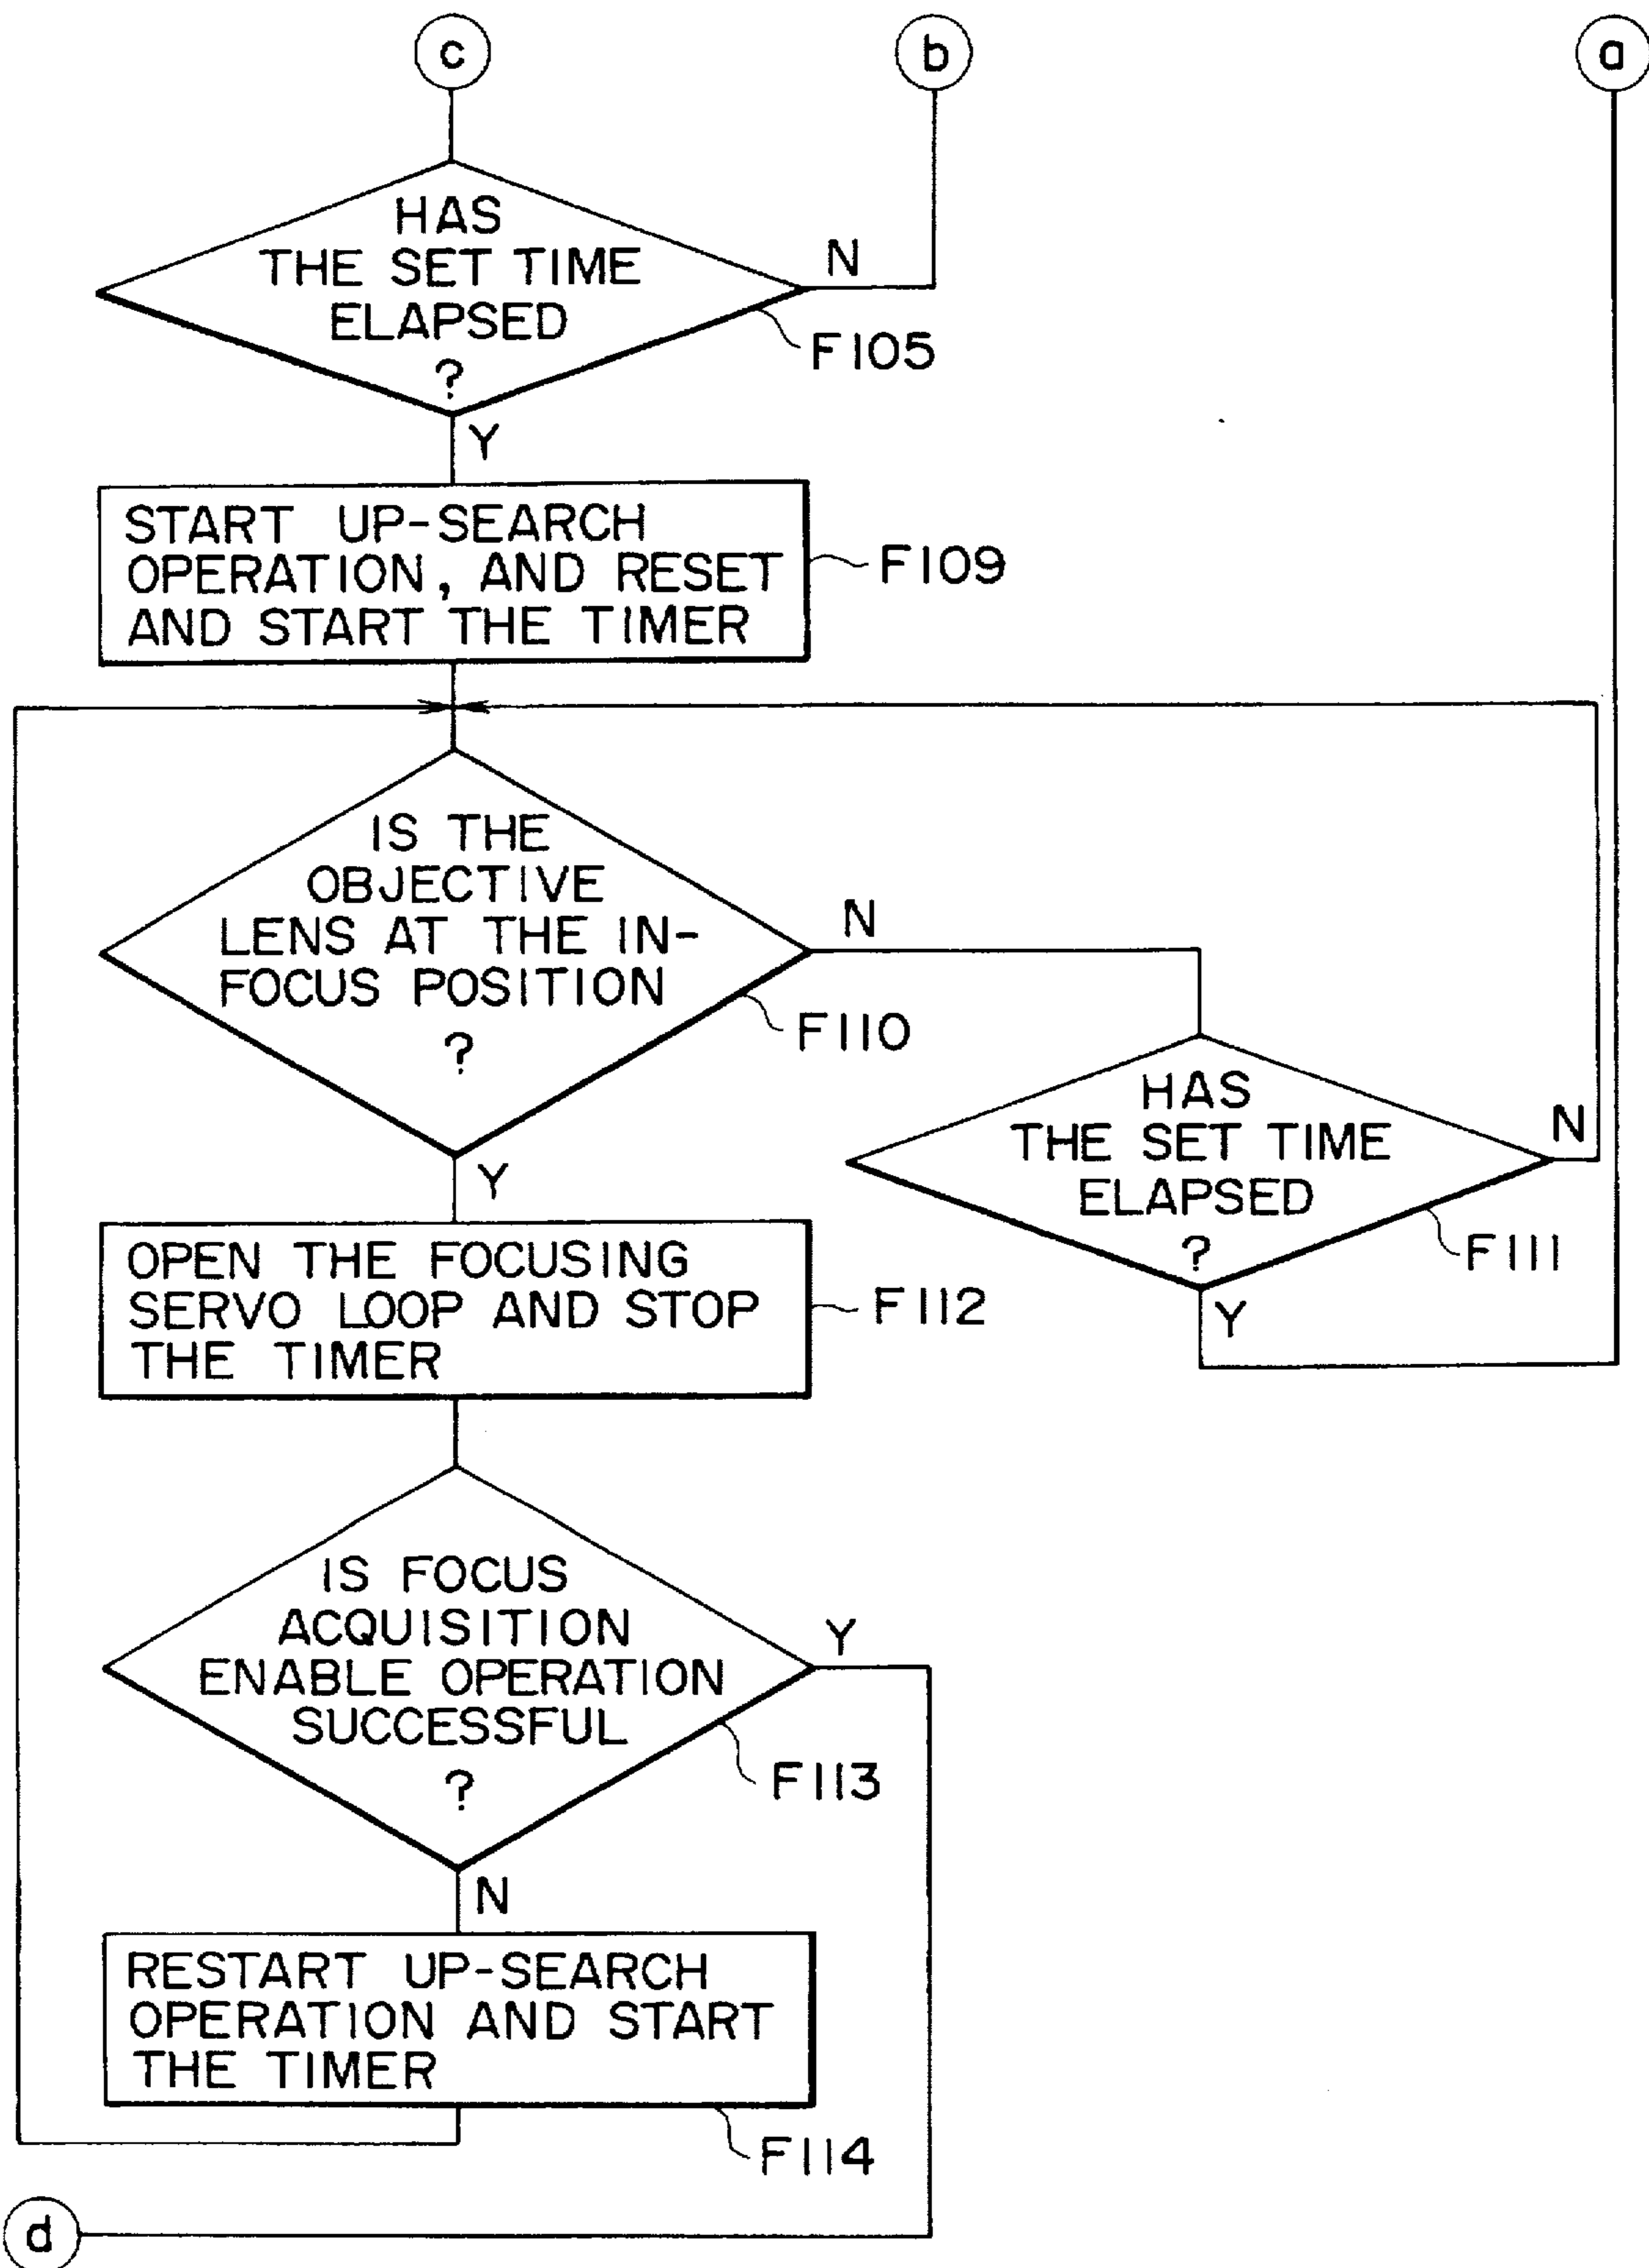 c
b
a
HAS
THE SET TIME
ELAPSED
?
N
F105
Y
START UP-SEARCH
OPERATION, AND RESET
AND START THE TIMER
F109
IS THE
OBJECTIVE
LENS AT THE IN-
FOCUS POSITION
?
N
F110
Y
HAS
THE SET TIME
ELAPSED
?
N
F111
Y
OPEN THE FOCUSING
SERVO LOOP AND STOP
THE TIMER
F112
IS FOCUS
ACQUISITION
ENABLE OPERATION
SUCCESSFUL
?
Y
F113
N
RESTART UP-SEARCH
OPERATION AND START
THE TIMER
F114
d